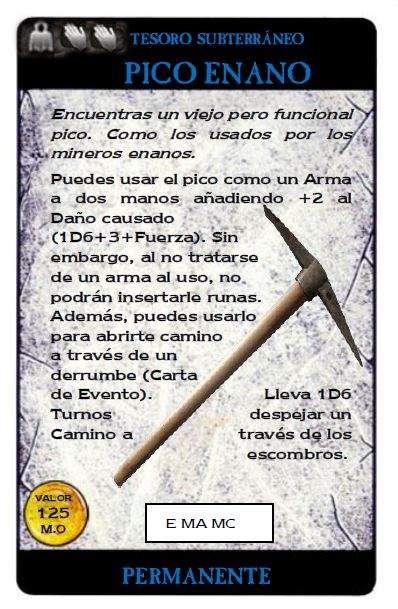 TESORO SUBTERRÁNEO
PICO ENANO
Encuentras un viejo pero funcional
pico. Como los usados por los
mineros enanos.
Puedes usar el pico como un Arma
a dos manos añadiendo +2 al
Daño causado
(1D6+3+Fuerza). Sin
embargo, al no tratarse
de un arma al uso, no
podrán insertarle runas.
Además, puedes usarlo
para abrirte camino
a través de un
derrumbe (Carta
de Evento). Lleva 1D6
Turnos despejar un
Camino a través de los
escombros.
VALOR
125
M.O
E MA MC
PERMANENTE